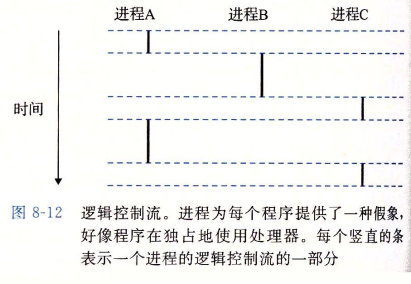 进程A 进程B 进程C
时间
图 8-12 逻辑控制流。进程为每个程序提供了一种假象，
好像程序在独占地使用处理器。每个竖直的条
表示一个进程的逻辑控制流的一部分